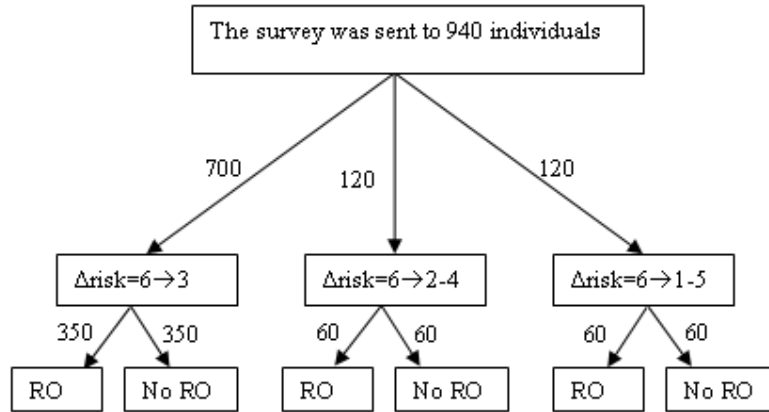 The survey was sent to 940 individuals
700
120
120
Δrisk=6→3
Δrisk=6→2-4
Δrisk=6→1-5
350
350
60
60
60
60
RO
No RO
RO
No RO
RO
No RO